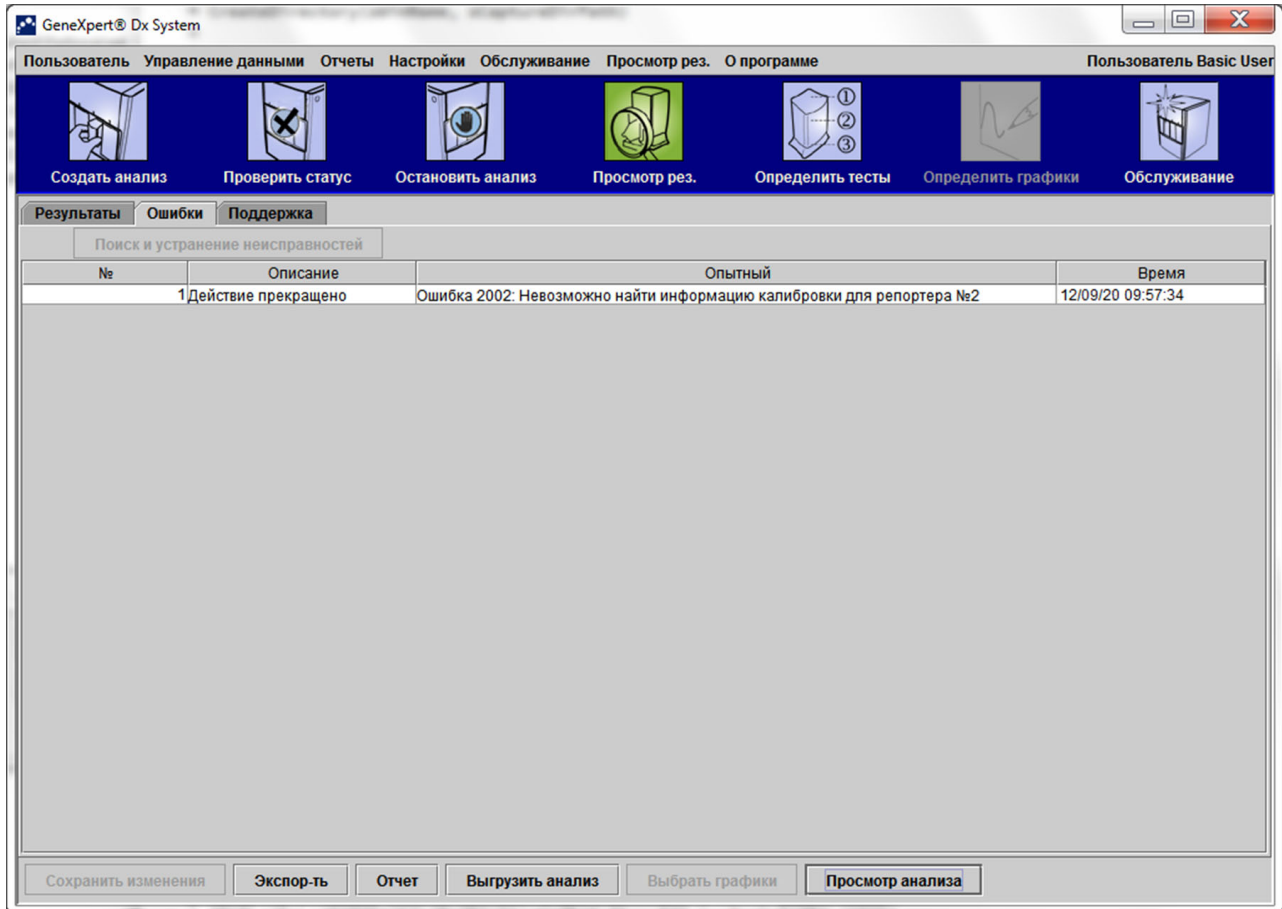 GeneXpert® Dx System
Пользователь Управление данными Отчеты Настройки Обслуживание Просмотр рез. О программе Пользователь Basic User
① ② ③
Создать анализ Проверить статус Остановить анализ Просмотр рез. Определить тесты Определить графики Обслуживание
Результаты Ошибки Поддержка
Поиск и устранение неисправностей
№ Описание Опытный Время
1 Действие прекращено Ошибка 2002: Невозможно найти информацию калибровки для репортера №2 12/09/20 09:57:34
Сохранить изменения Экспор-ть Отчет Выгрузить анализ Выбрать графики Просмотр анализа